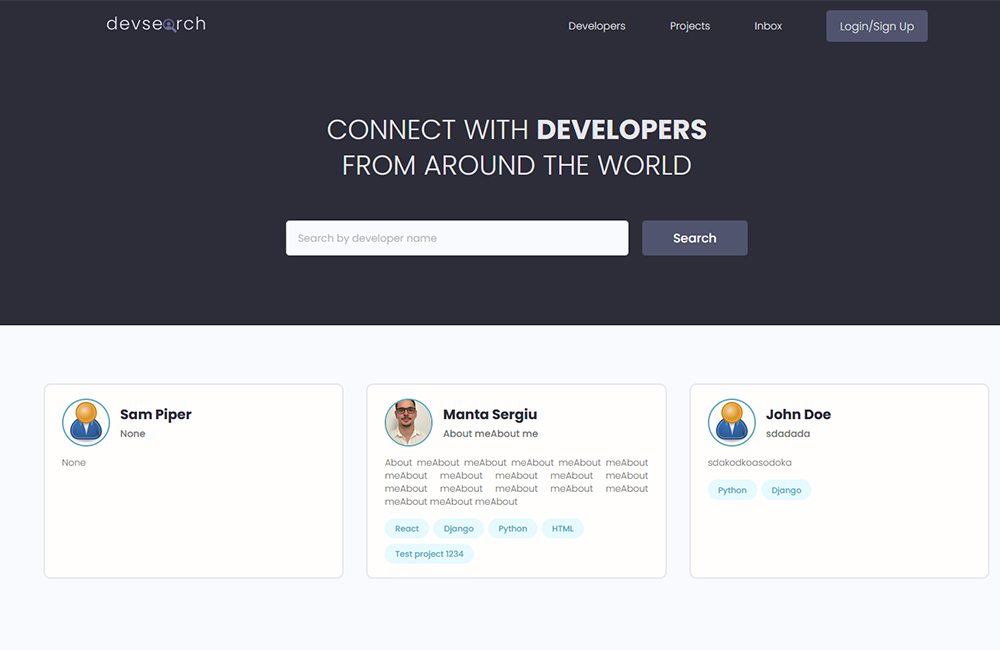 devsearch
Developers
Projects
Inbox
Login/Sign Up
CONNECT WITH DEVELOPERS
FROM AROUND THE WORLD
Search by developer name
Search
Sam Piper
None
None
Manta Sergiu
About meAbout me
About meAbout meAbout meAbout meAbout meAbout
meAbout meAbout meAbout meAbout meAbout
meAbout meAbout meAbout meAbout meAbout
meAbout meAbout meAbout
React
Django
Python
HTML
Test project 1234
John Doe
sdadada
sdakodkoasodoka
Python
Django